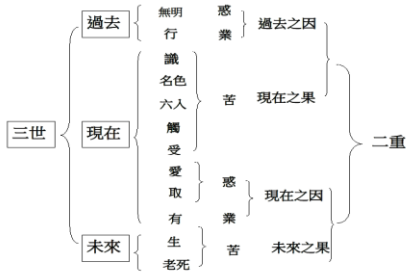 過去 無明 惑 過去之因
行 業
識
名色
六入 苦 現在之果
觸
三世 現在 受 二重
愛 惑
取 現在之因
有 業
未來 生 苦 未來之果
老死